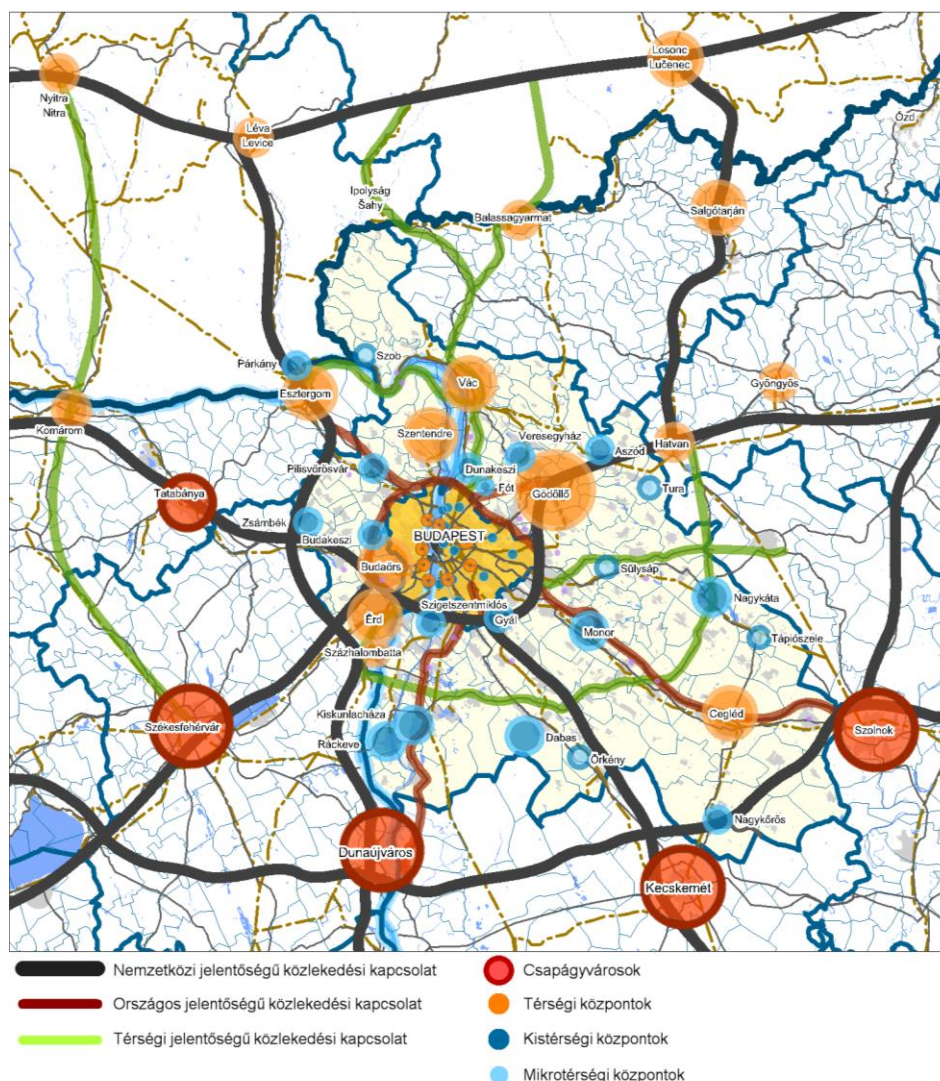 Losonc
Lučenec
Nyitra
Nitra
Ózd
Léva
Levice
Ipolyság
Šahy
Balassagyarmat
Salgótarján
Párkány
Szob
Esztergom
Vác
Gyöngyös
Komárom
Szentendre
Veresegyház
Aszód
Hatvan
Pilisvörösvár
Dunakeszi
Fót
Gödöllő
Tura
Tatabánya
Zsámbék
Budakeszi
BUDAPEST
Budaörs
Sülysáp
Nagykáta
Érd
Szigetszentmiklós
Gyál
Monor
Tápiószele
Százhalombatta
Székesfehérvár
Kiskunlacháza
Ráckeve
Dabas
Cegléd
Szolnok
Örkény
Nagykőrös
Dunaújváros
Kecskemét
Nemzetközi jelentőségű közlekedési kapcsolat
Országos jelentőségű közlekedési kapcsolat
Térségi jelentőségű közlekedési kapcsolat
Csapágyvárosok
Térségi központok
Kistérségi központok
Mikrotérségi központok